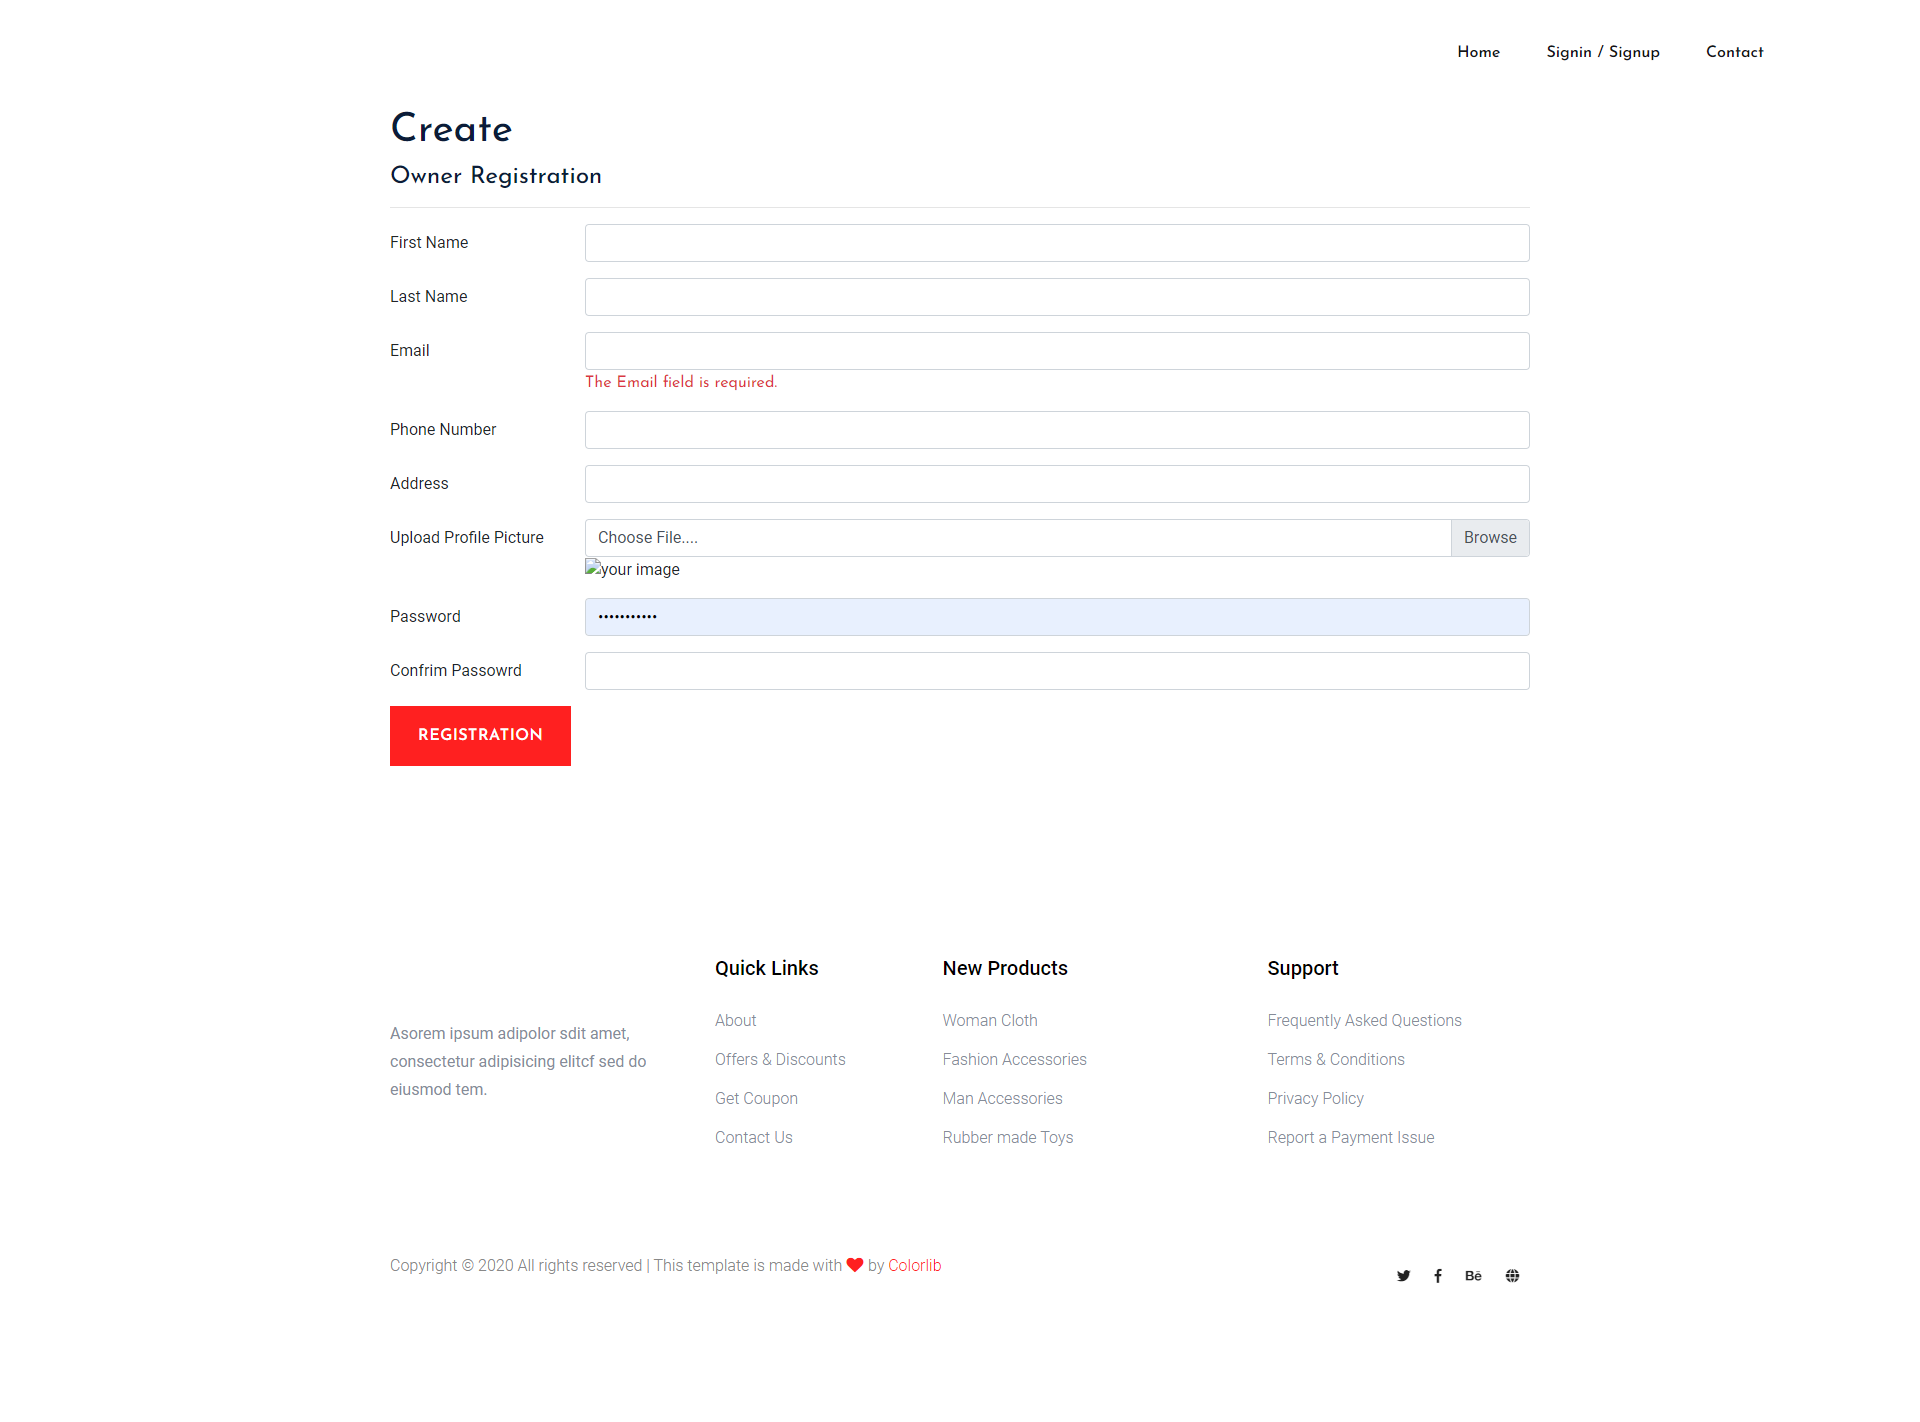 Home Signin / Signup Contact
Create
Owner Registration
First Name
Last Name
Email
The Email field is required.
Phone Number
Address
Upload Profile Picture Choose File.... Browse
your image
Password •••••••••••
Confrim Passowrd
REGISTRATION
Asorem ipsum adipolor sdit amet,
consectetur adipisicing elitcf sed do
eiusmod tem.
Quick Links
About
Offers & Discounts
Get Coupon
Contact Us
New Products
Woman Cloth
Fashion Accessories
Man Accessories
Rubber made Toys
Support
Frequently Asked Questions
Terms & Conditions
Privacy Policy
Report a Payment Issue
Copyright © 2020 All rights reserved | This template is made with ❤ by Colorlib
Bē